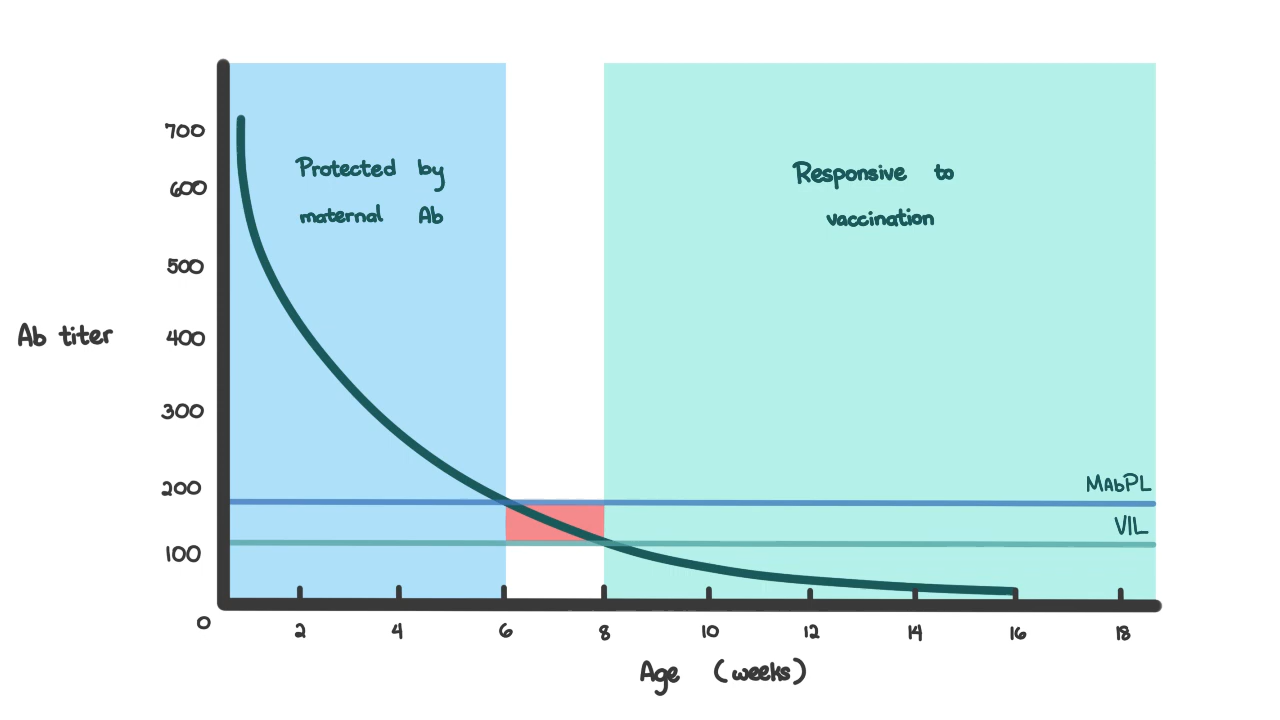 700
Protected by
maternal Ab
Responsive to
vaccination
600
500
Ab titer
400
300
200
MAbPL
VIL
100
0
2 4 6 8 10 12 14 16 18
Age (weeks)